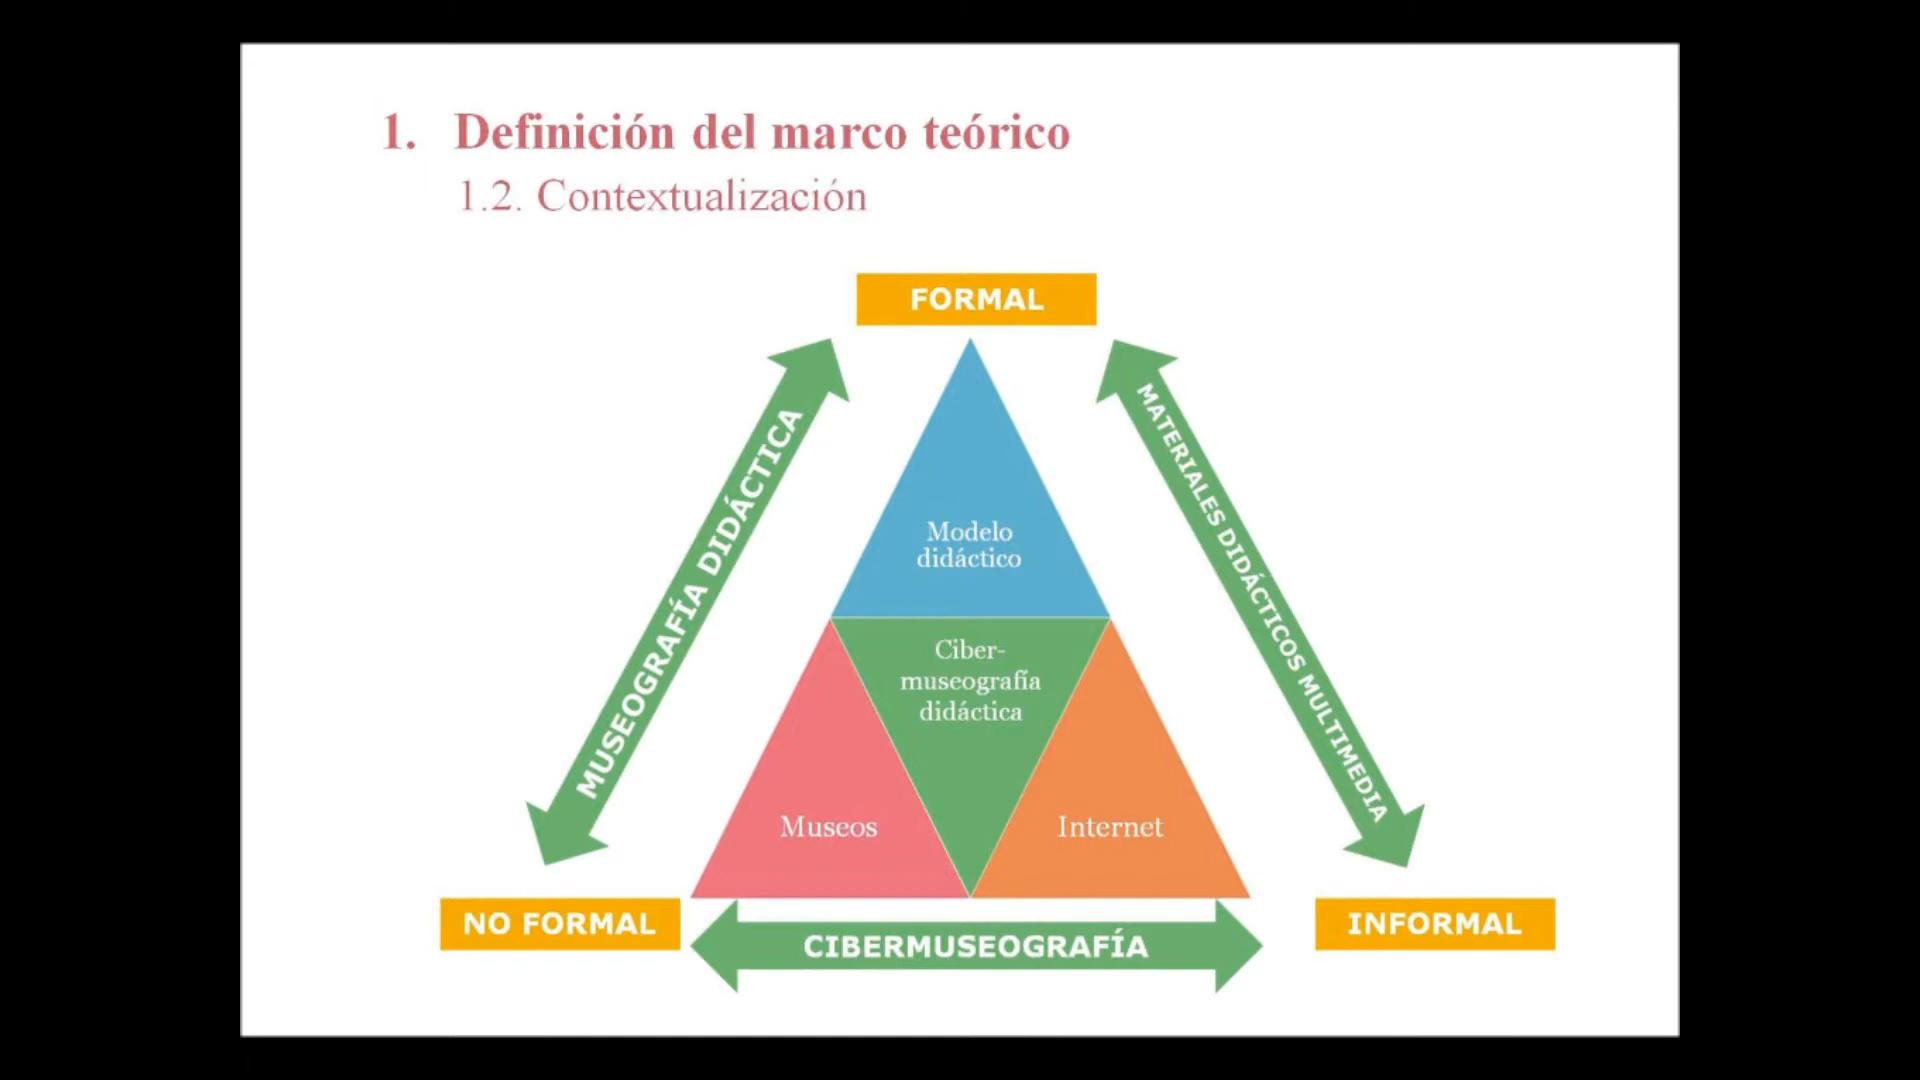 1. Definición del marco teórico
1.2. Contextualización
FORMAL
MUSEOGRAFÍA DIDÁCTICA
MATERIALES DIDÁCTICOS MULTIMEDIA
Modelo
didáctico
Ciber-
museografía
didáctica
Museos
Internet
NO FORMAL
CIBERMUSEOGRAFÍA
INFORMAL